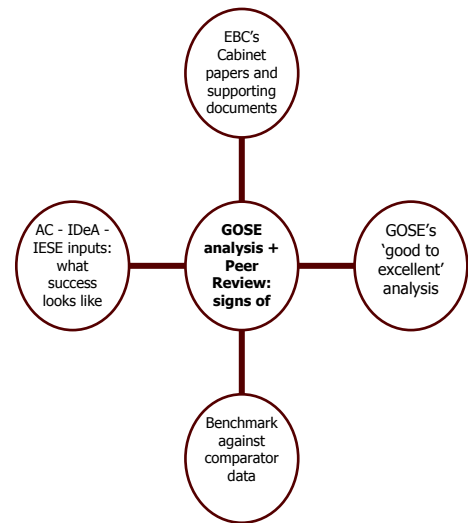 EBC's
Cabinet
papers and
supporting
documents
AC - IDeA -
IESE inputs:
what
success
looks like
GOSE
analysis +
Peer
Review:
signs of
GOSE's
‘good to
excellent’
analysis
Benchmark
against
comparator
data